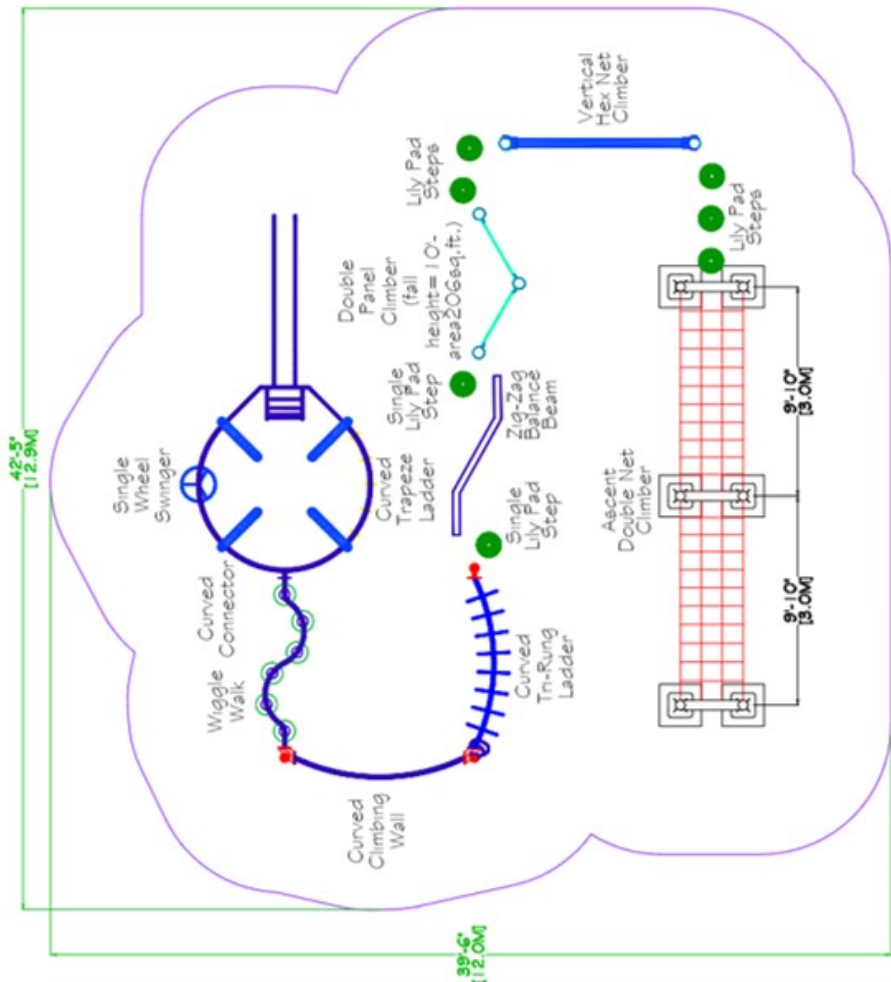 42'-5"
[12.9M]
39'-6"
[12.0M]
Vertical
Hex Net
Climber
Lily Pad
Steps
Lily Pad
Steps
Double
Panel
Climber
(fall
height=10'-
area206sq.ft.)
Single
Lily Pad
Step
Zig-Zag
Balance
Beam
Single
Wheel
Swinger
Curved
Trapeze
Ladder
Single
Lily Pad
Step
Ascent
Double Net
Climber
9'-10"
[3.0M]
9'-10"
[3.0M]
Curved
Connector
Wiggle
Walk
Curved
Tri-Rung
Ladder
Curved
Climbing
Wall